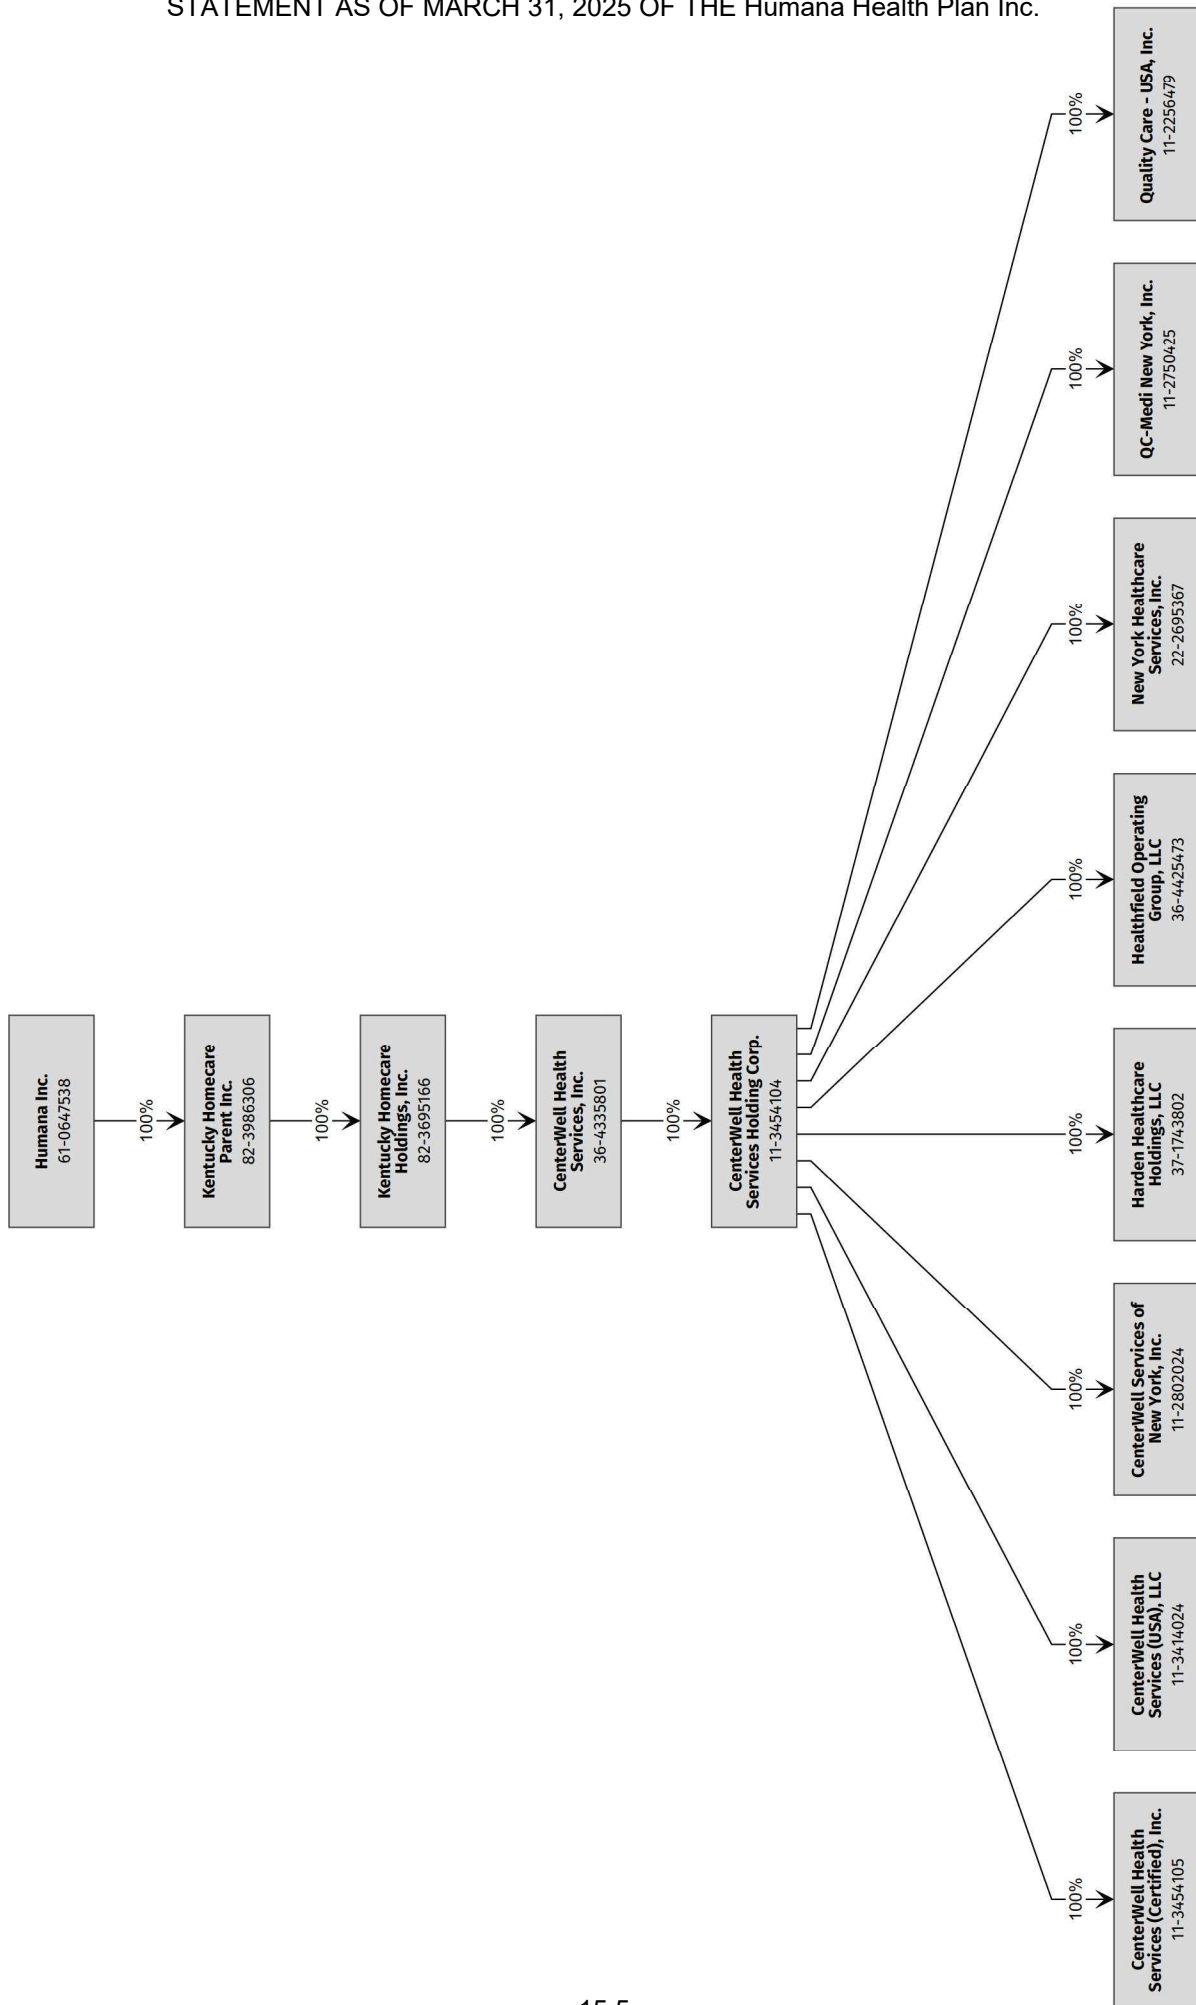 STATEMENT AS OF MARCH 31, 2025 OF THE Humana Health Plan Inc.
Humana Inc.
61-0647538
100%
Kentucky Homecare
Parent Inc.
82-3986306
100%
Kentucky Homecare
Holdings, Inc.
82-3695166
100%
CenterWell Health
Services, Inc.
36-4335801
100%
CenterWell Health
Services Holding Corp.
11-3454104
100%
CenterWell Health
Services (Certified), Inc.
11-3454105
100%
CenterWell Health
Services (USA), LLC
11-3414024
100%
CenterWell Services of
New York, Inc.
11-2802024
100%
Harden Healthcare
Holdings, LLC
37-1743802
100%
Healthfield Operating
Group, LLC
36-4425473
100%
New York Healthcare
Services, Inc.
22-2695367
100%
QC-Medi New York, Inc.
11-2750425
100%
Quality Care - USA, Inc.
11-2256479
15.5